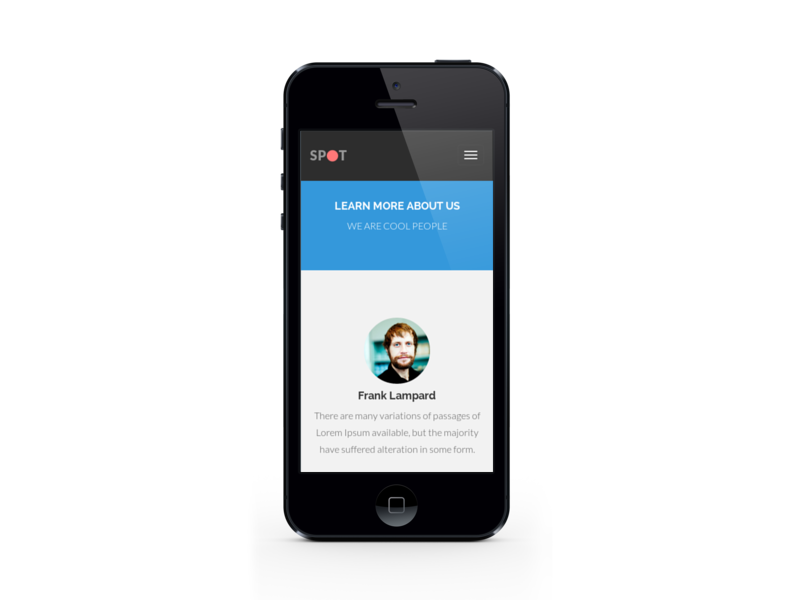 SPOT
LEARN MORE ABOUT US
WE ARE COOL PEOPLE
Frank Lampard
There are many variations of passages of
Lorem Ipsum available, but the majority
have suffered alteration in some form.